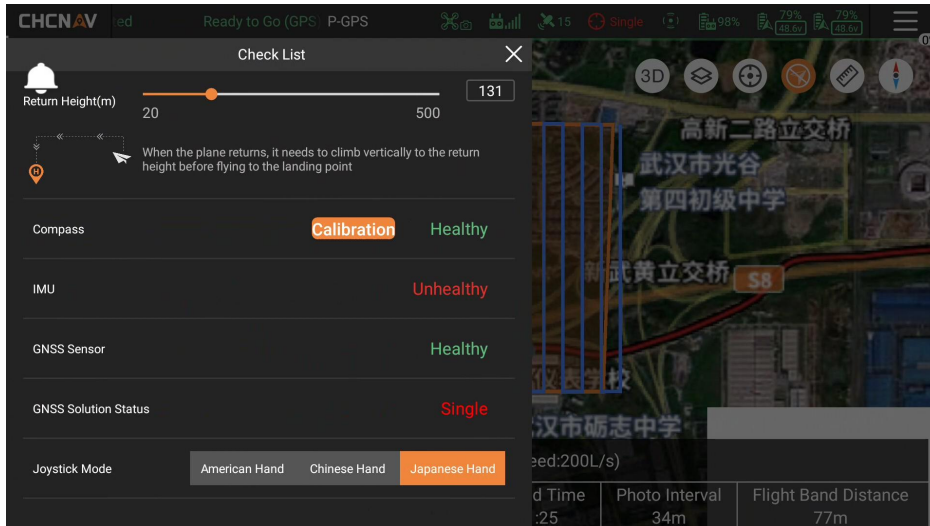 CHCNAV ted Ready to Go (GPS) P-GPS 15 Single 98% 79% 48.6v 79% 48.6v
Check List
Return Height(m) 131
20 500
When the plane returns, it needs to climb vertically to the return
height before flying to the landing point
Compass Calibration Healthy
IMU Unhealthy
GNSS Sensor Healthy
GNSS Solution Status Single
Joystick Mode American Hand Chinese Hand Japanese Hand
3D
高新二路立交桥
武汉市光谷
第四初级中学
新武黄立交桥 S8
仪表学校
汉市砺志中学
eed:200L/s)
d Time Photo Interval Flight Band Distance
:25 34m 77m